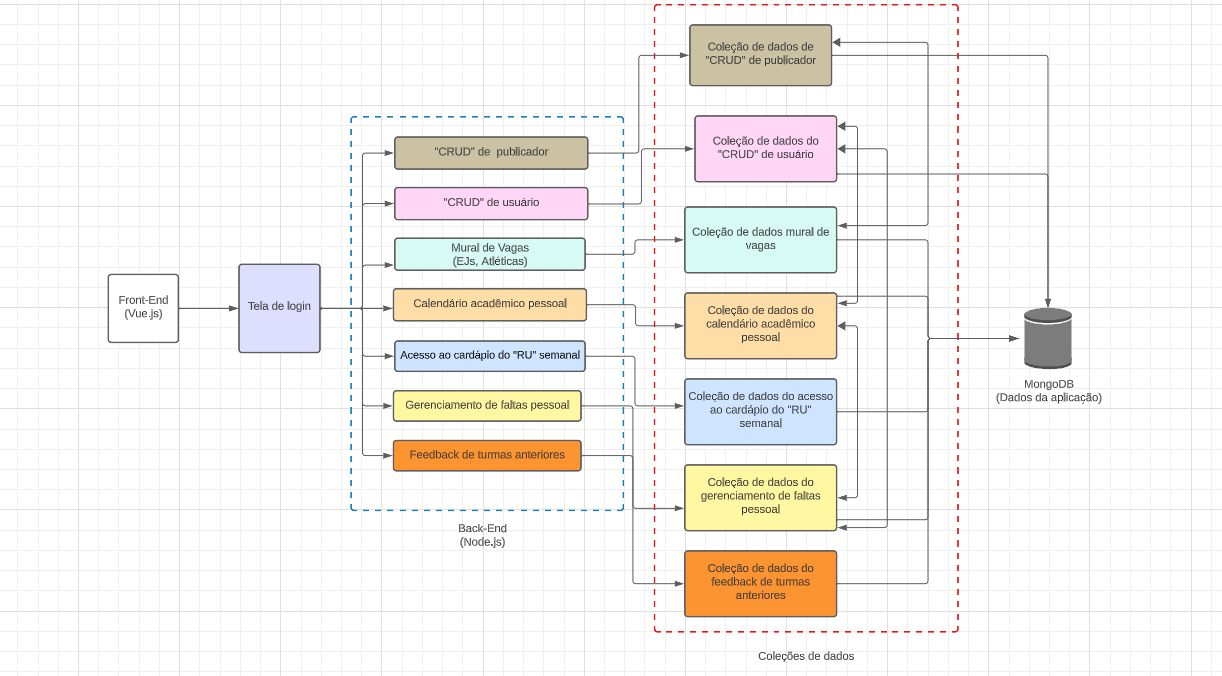 Front-End
(Vue.js)
Tela de login
"CRUD" de  publicador
"CRUD" de usuário
Mural de Vagas
(EJs, Atléticas)
Calendário acadêmico pessoal
Acesso ao cardápio do "RU" semanal
Gerenciamento de faltas pessoal
Feedback de turmas anteriores
Back-End
(Node.js)
Coleção de dados de
"CRUD" de publicador
Coleção de dados do
"CRUD" de usuário
Coleção de dados mural de
vagas
Coleção de dados do
calendário acadêmico
pessoal
Coleção de dados do acesso
ao cardápio do "RU"
semanal
Coleção de dados do
gerenciamento de faltas
pessoal
Coleção de dados do
feedback de turmas
anteriores
Coleções de dados
MongoDB
(Dados da aplicação)